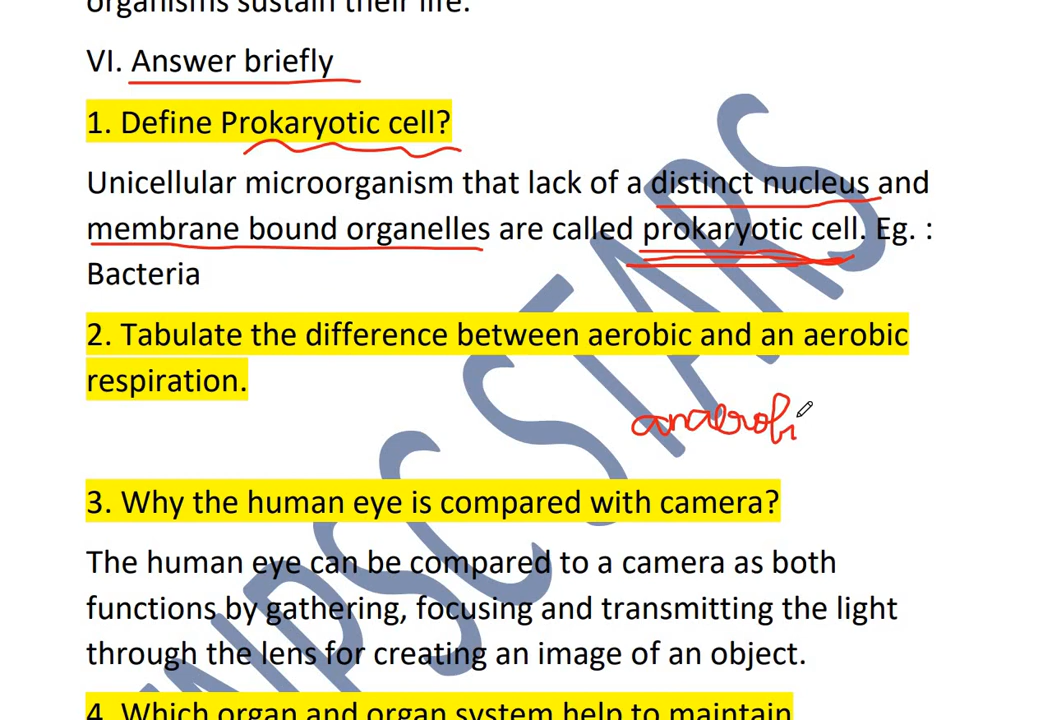 organisms sustain their life.
VI. Answer briefly
1. Define Prokaryotic cell?
Unicellular microorganism that lack of a distinct nucleus and
membrane bound organelles are called prokaryotic cell. Eg. :
Bacteria
2. Tabulate the difference between aerobic and an aerobic
respiration.
3. Why the human eye is compared with camera?
The human eye can be compared to a camera as both
functions by gathering, focusing and transmitting the light
through the lens for creating an image of an object.
4. Which organ and organ system help to maintain
NPSC STARS